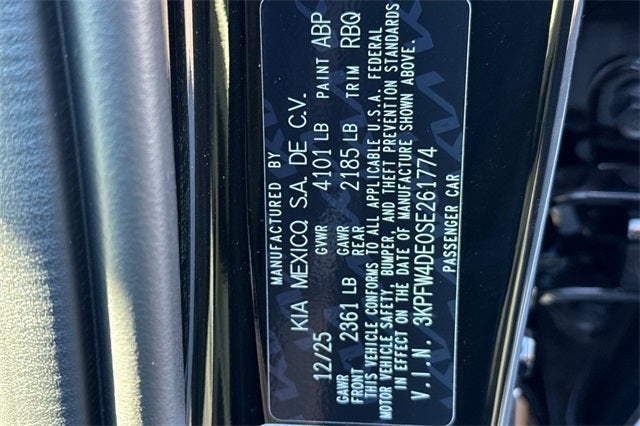 MANUFACTURED BY
KIA MEXICO, S.A. DE C.V.
12/25 GVWR 4101 LB PAINT ABP
GAWR FRONT 2361 LB GAWR REAR 2185 LB TRIM RBQ
THIS VEHICLE CONFORMS TO ALL APPLICABLE U.S.A. FEDERAL
MOTOR VEHICLE SAFETY, BUMPER, AND THEFT PREVENTION STANDARDS
IN EFFECT ON THE DATE OF MANUFACTURE SHOWN ABOVE.
V.I.N. 3KPFW4DE0SE261774
PASSENGER CAR